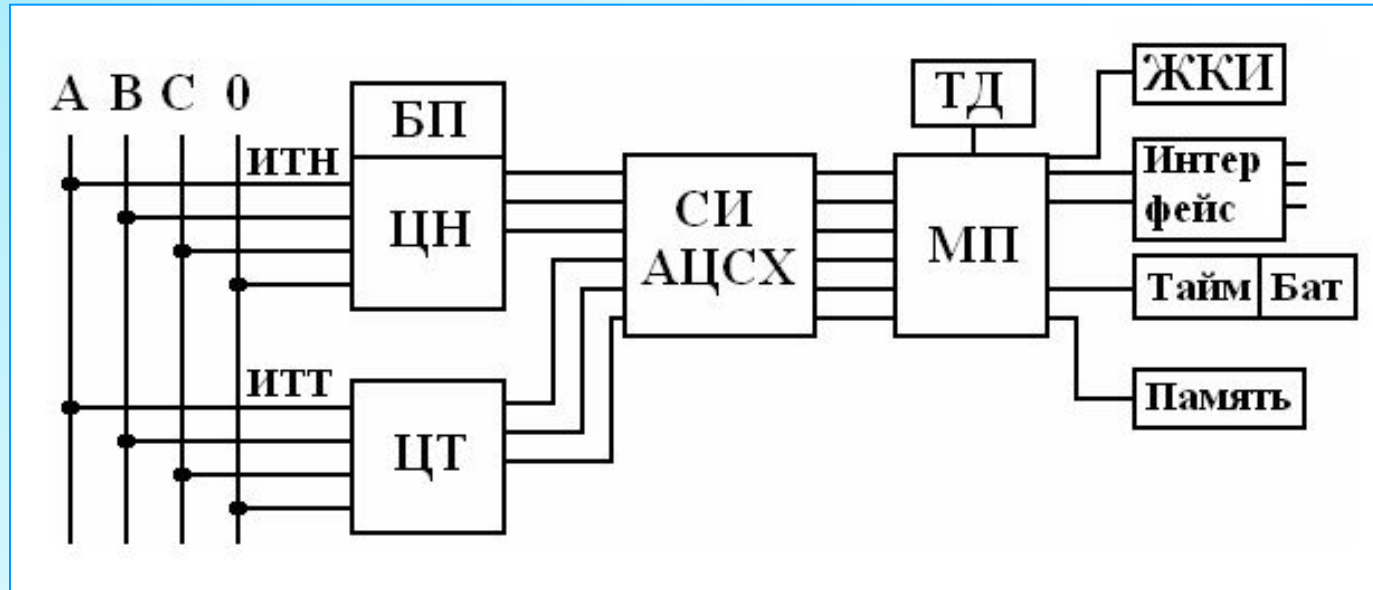 А В С 0
ИТН
БП
ЦН
ИТТ
ЦТ
СИ
АЦСХ
ТД
МП
ЖКИ
Интер
фейс
Тайм Бат
Память